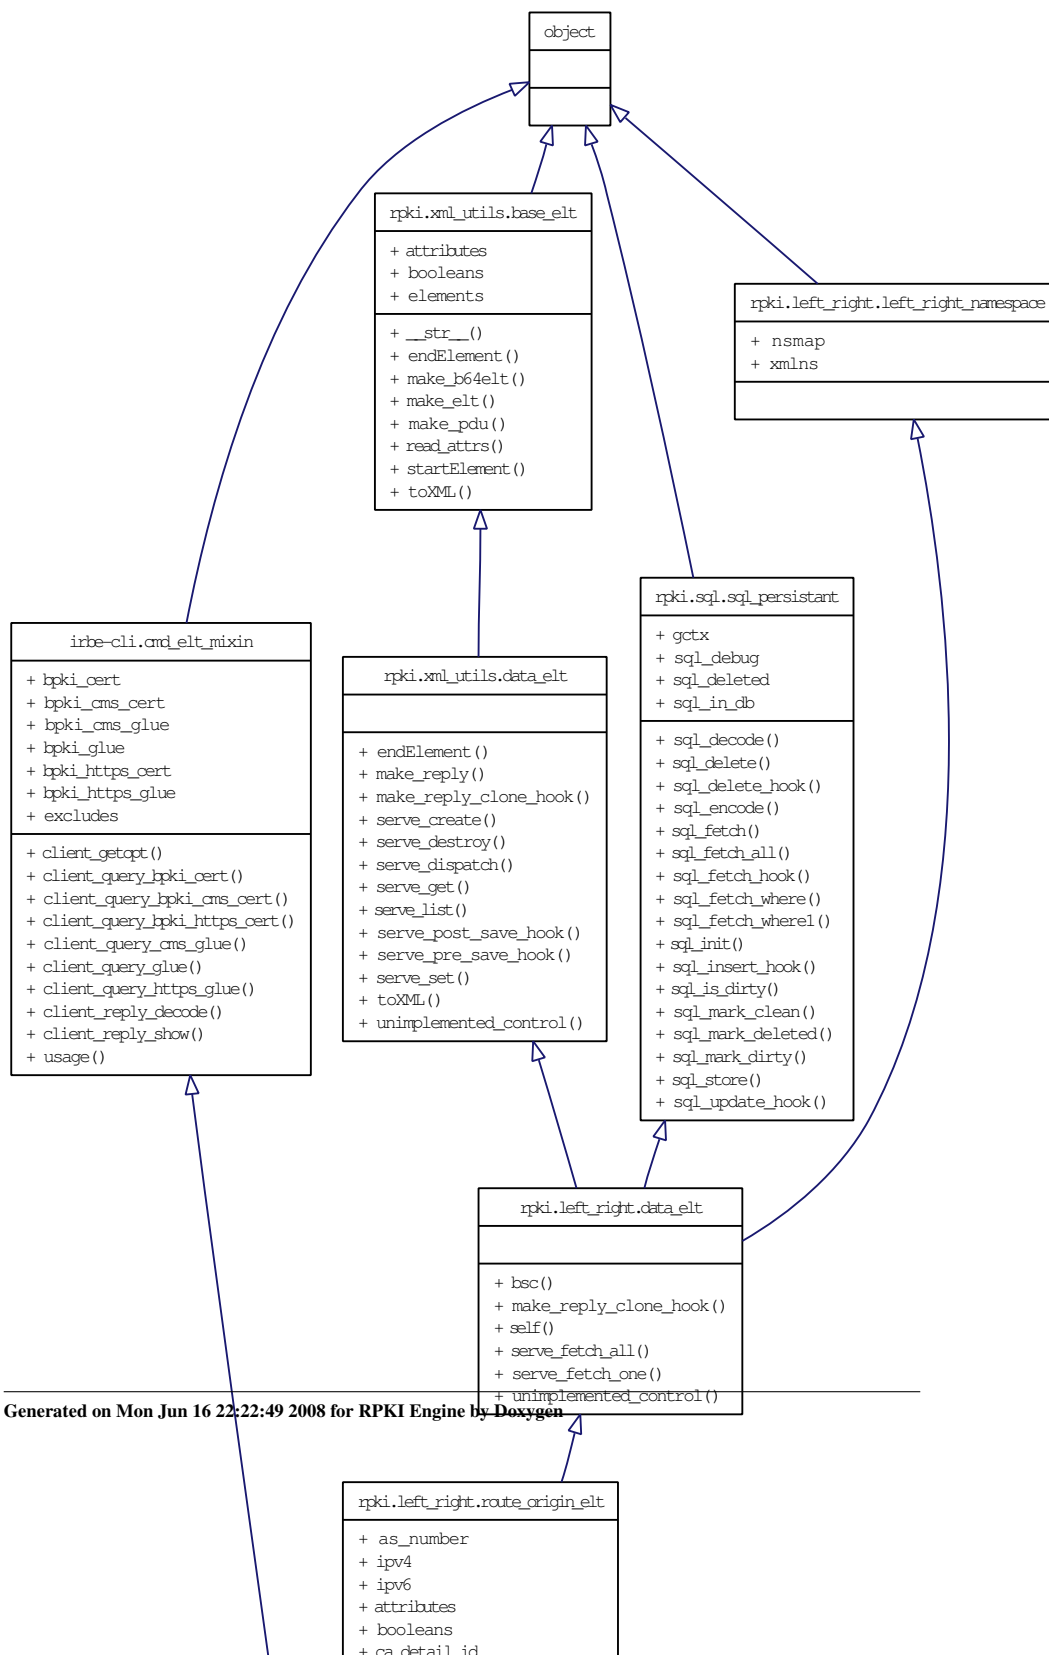 object
rpki.xml_utils.base_elt
+ attributes
+ booleans
+ elements
+ __str__()
+ endElement()
+ make_b64elt()
+ make_elt()
+ make_pdu()
+ read_attrs()
+ startElement()
+ toXML()
rpki.left_right.left_right_namespace
+ nsmap
+ xmlns
rpki.sql.sql_persistant
+ gctx
+ sql_debug
+ sql_deleted
+ sql_in_db
+ sql_decode()
+ sql_delete()
+ sql_delete_hook()
+ sql_encode()
+ sql_fetch()
+ sql_fetch_all()
+ sql_fetch_hook()
+ sql_fetch_where()
+ sql_fetch_where1()
+ sql_init()
+ sql_insert_hook()
+ sql_is_dirty()
+ sql_mark_clean()
+ sql_mark_deleted()
+ sql_mark_dirty()
+ sql_store()
+ sql_update_hook()
irbe-cli.cmd_elt_mixin
+ bpki_cert
+ bpki_cms_cert
+ bpki_cms_glue
+ bpki_glue
+ bpki_https_cert
+ bpki_https_glue
+ excludes
+ client_getopt()
+ client_query_bpki_cert()
+ client_query_bpki_cms_cert()
+ client_query_bpki_https_cert()
+ client_query_cms_glue()
+ client_query_glue()
+ client_query_https_glue()
+ client_reply_decode()
+ client_reply_show()
+ usage()
rpki.xml_utils.data_elt
+ endElement()
+ make_reply()
+ make_reply_clone_hook()
+ serve_create()
+ serve_destroy()
+ serve_dispatch()
+ serve_get()
+ serve_list()
+ serve_post_save_hook()
+ serve_pre_save_hook()
+ serve_set()
+ toXML()
+ unimplemented_control()
rpki.left_right.data_elt
+ bsc()
+ make_reply_clone_hook()
+ self()
+ serve_fetch_all()
+ serve_fetch_one()
+ unimplemented_control()
Generated on Mon Jun 16 22:22:49 2008 for RPKI Engine by Doxygen
rpki.left_right.route_origin_elt
+ as_number
+ ipv4
+ ipv6
+ attributes
+ booleans
+ ca_detail_id